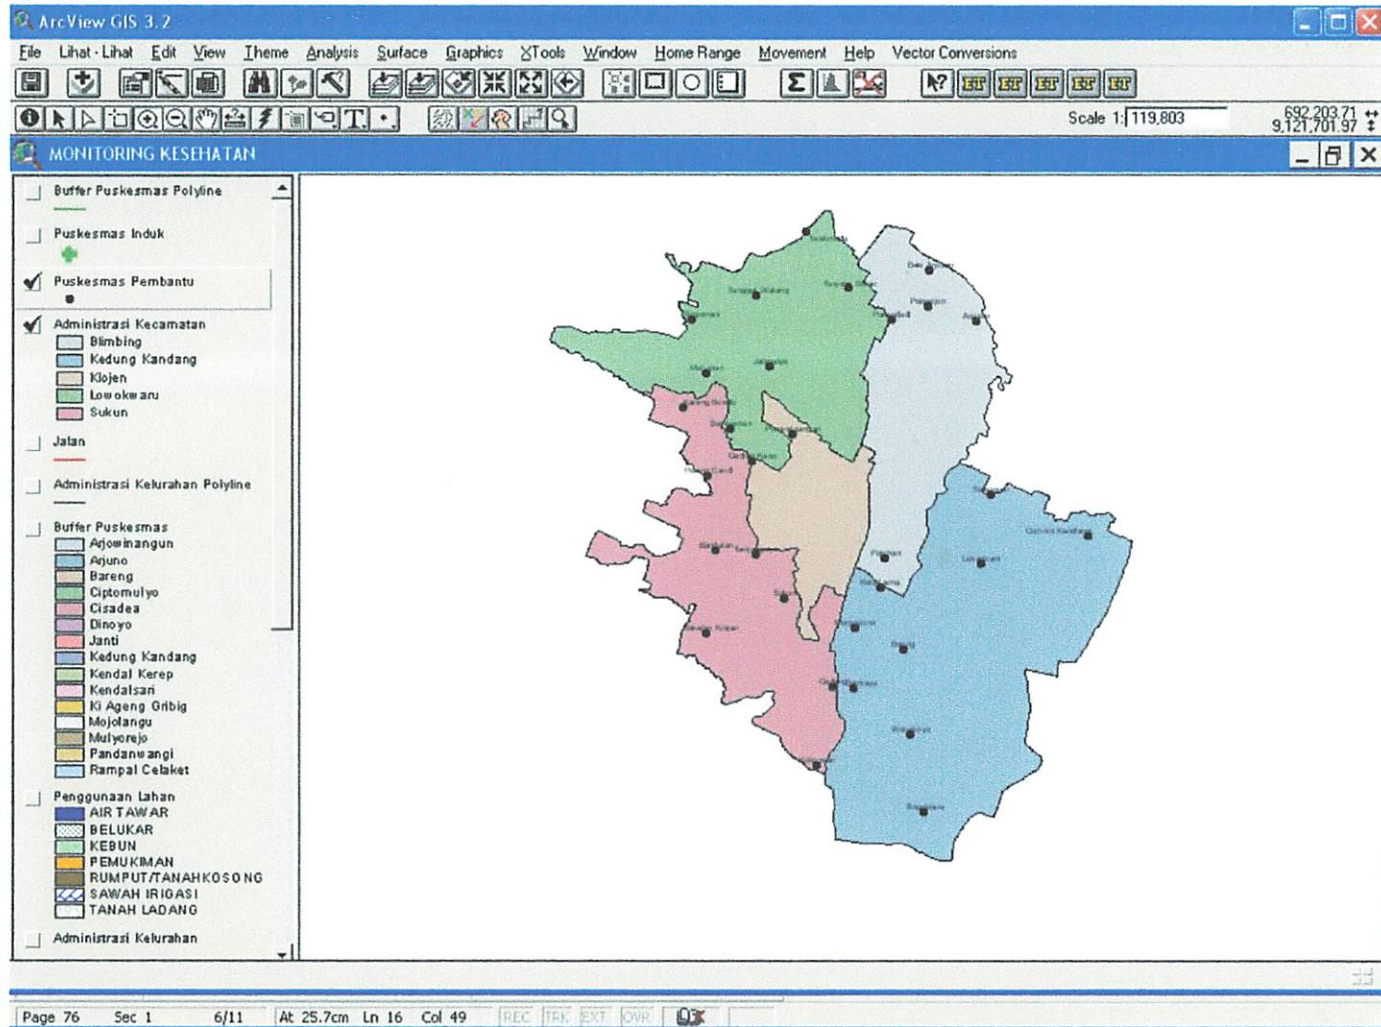 ArcView GIS 3.2
File Lihat - Lihat Edit View Theme Analysis Surface Graphics XTools Window Home Range Movement Help Vector Conversions
Scale 1: 119,803
692,203.71
9,121,701.97
MONITORING KESEHATAN
Buffer Puskesmas Polyline
Puskesmas Induk
Puskesmas Pembantu
Administrasi Kecamatan
Blimbing
Kedung Kandang
Klojen
Lowokwaru
Sukun
Jalan
Administrasi Kelurahan Polyline
Buffer Puskesmas
Arjowinangun
Arjuno
Bareng
Ciptomulyo
Cisadea
Dinoyo
Janti
Kedung Kandang
Kendal Kerep
Kendalsari
Ki Ageng Gribig
Mojolangu
Mulyorejo
Pandanwangi
Rampal Celaket
Penggunaan Lahan
AIR TAWAR
BELUKAR
KEBUN
PEMUKIMAN
RUMPUT/TANAH KOSONG
SAWAH IRIGASI
TANAH LADANG
Administrasi Kelurahan
Page 76 Sec 1 6/11 At 25.7cm Ln 16 Col 49 REC TRK EXT OVR